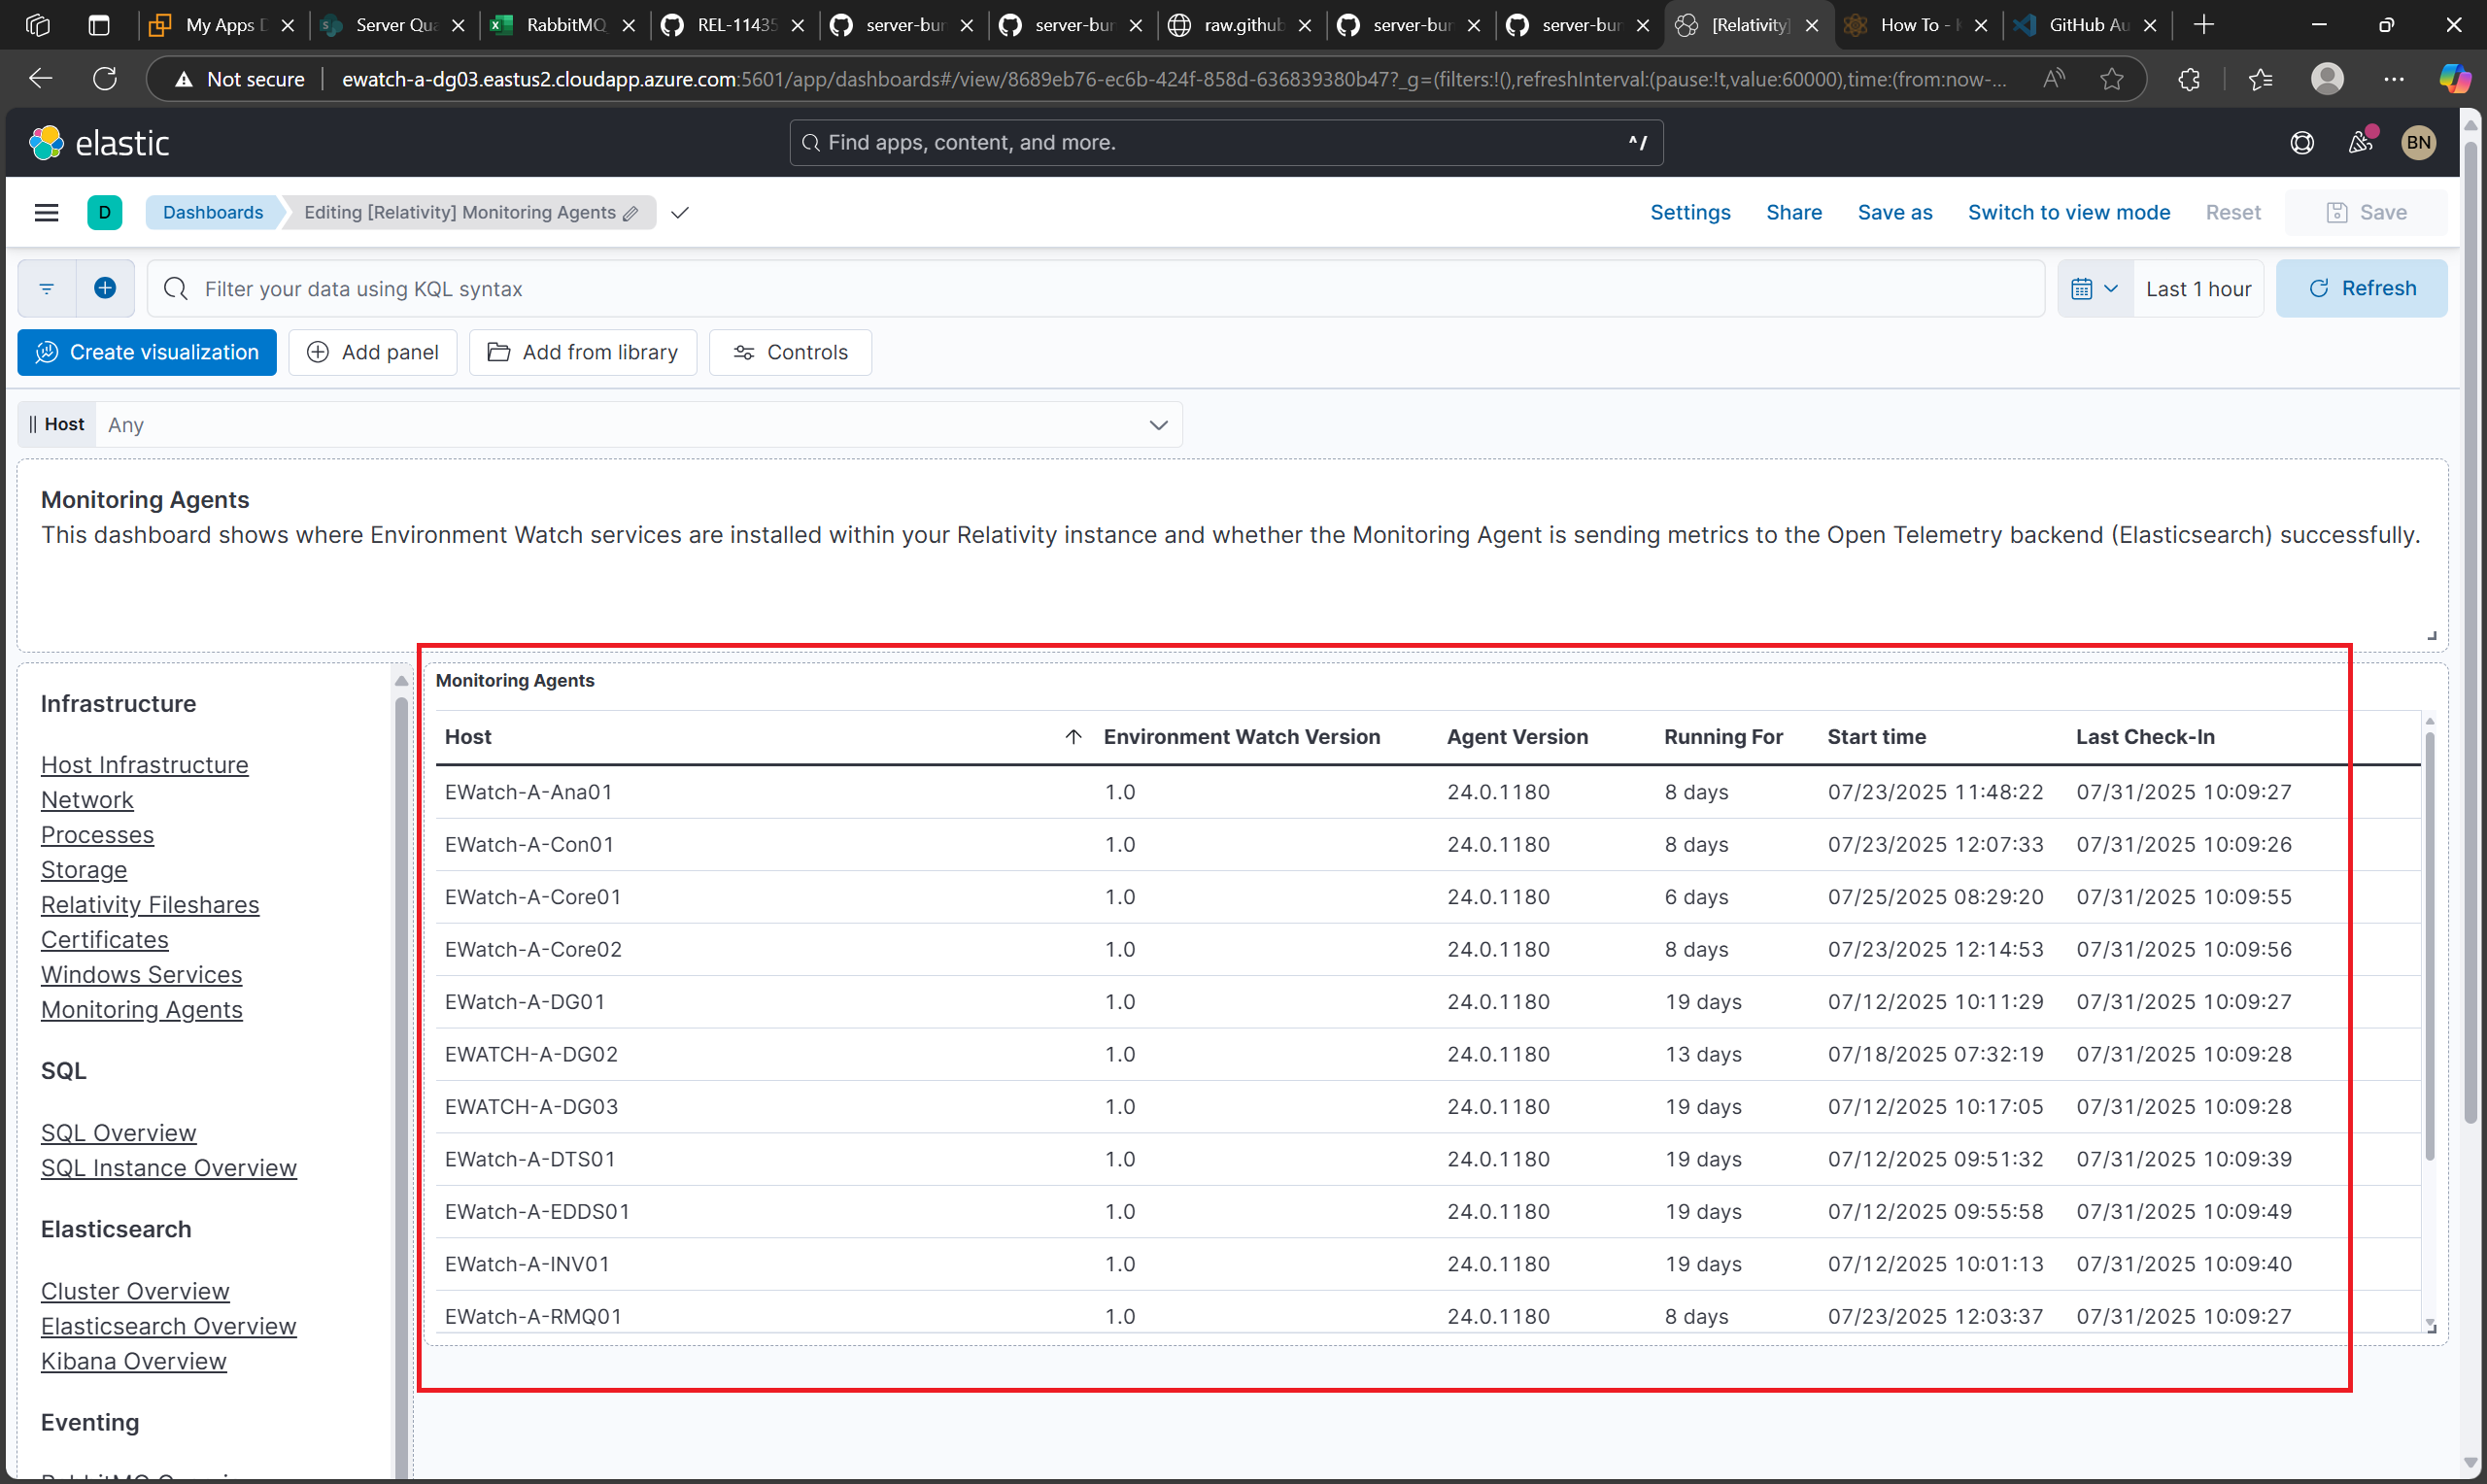 My Apps D
Server Qua
RabbitMQ
REL-11435
server-bun
server-bun
raw.github
server-bun
server-bun
[Relativity]
How To -
GitHub Au
Not secure
ewatch-a-dg03.eastus2.cloudapp.azure.com:5601/app/dashboards#/view/8689eb76-ec6b-424f-858d-636839380b47?_g=(filters:!(),refreshInterval:(pause:!t,value:60000),time:(from:now-...
elastic
Find apps, content, and more.
^/
BN
D
Dashboards
Editing [Relativity] Monitoring Agents
Settings
Share
Save as
Switch to view mode
Reset
Save
Filter your data using KQL syntax
Last 1 hour
Refresh
Create visualization
Add panel
Add from library
Controls
Host
Any
Monitoring Agents
This dashboard shows where Environment Watch services are installed within your Relativity instance and whether the Monitoring Agent is sending metrics to the Open Telemetry backend (Elasticsearch) successfully.
Infrastructure
Host Infrastructure
Network
Processes
Storage
Relativity Fileshares
Certificates
Windows Services
Monitoring Agents
SQL
SQL Overview
SQL Instance Overview
Elasticsearch
Cluster Overview
Elasticsearch Overview
Kibana Overview
Eventing
Monitoring Agents
Host Environment Watch Version Agent Version Running For Start time Last Check-In
EWatch-A-Ana01 1.0 24.0.1180 8 days 07/23/2025 11:48:22 07/31/2025 10:09:27
EWatch-A-Con01 1.0 24.0.1180 8 days 07/23/2025 12:07:33 07/31/2025 10:09:26
EWatch-A-Core01 1.0 24.0.1180 6 days 07/25/2025 08:29:20 07/31/2025 10:09:55
EWatch-A-Core02 1.0 24.0.1180 8 days 07/23/2025 12:14:53 07/31/2025 10:09:56
EWatch-A-DG01 1.0 24.0.1180 19 days 07/12/2025 10:11:29 07/31/2025 10:09:27
EWATCH-A-DG02 1.0 24.0.1180 13 days 07/18/2025 07:32:19 07/31/2025 10:09:28
EWATCH-A-DG03 1.0 24.0.1180 19 days 07/12/2025 10:17:05 07/31/2025 10:09:28
EWatch-A-DTS01 1.0 24.0.1180 19 days 07/12/2025 09:51:32 07/31/2025 10:09:39
EWatch-A-EDDS01 1.0 24.0.1180 19 days 07/12/2025 09:55:58 07/31/2025 10:09:49
EWatch-A-INV01 1.0 24.0.1180 19 days 07/12/2025 10:01:13 07/31/2025 10:09:40
EWatch-A-RMQ01 1.0 24.0.1180 8 days 07/23/2025 12:03:37 07/31/2025 10:09:27